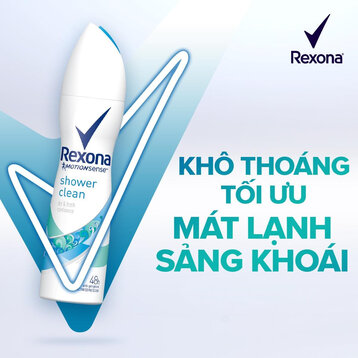 Rexona
Rexona
MOTIONsense
shower
clean
48h
KHÔ THOÁNG
TỐI ƯU
MÁT LẠNH
SẢNG KHOÁI